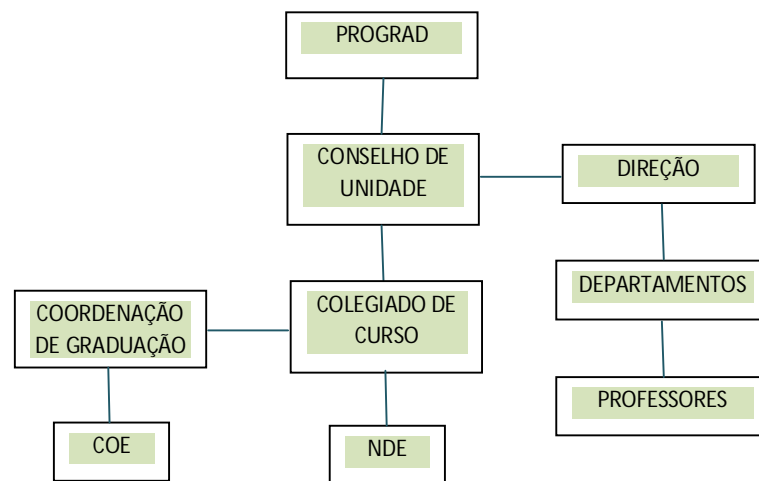 PROGRAD
CONSELHO DE
UNIDADE
DIREÇÃO
DEPARTAMENTOS
COLEGIADO DE
CURSO
COORDENAÇÃO
DE GRADUAÇÃO
PROFESSORES
COE
NDE